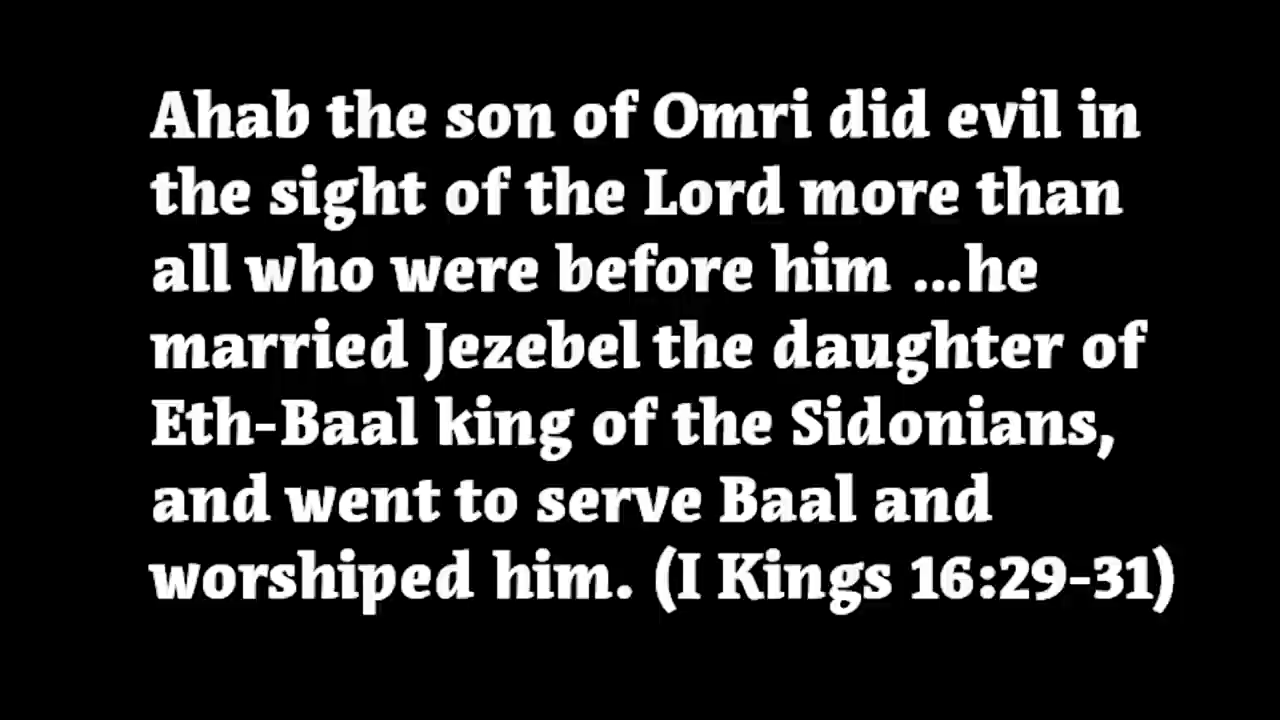 Ahab the son of Omri did evil in
the sight of the Lord more than
all who were before him ...he
married Jezebel the daughter of
Eth-Baal king of the Sidonians,
and went to serve Baal and
worshiped him. (I Kings 16:29-31)